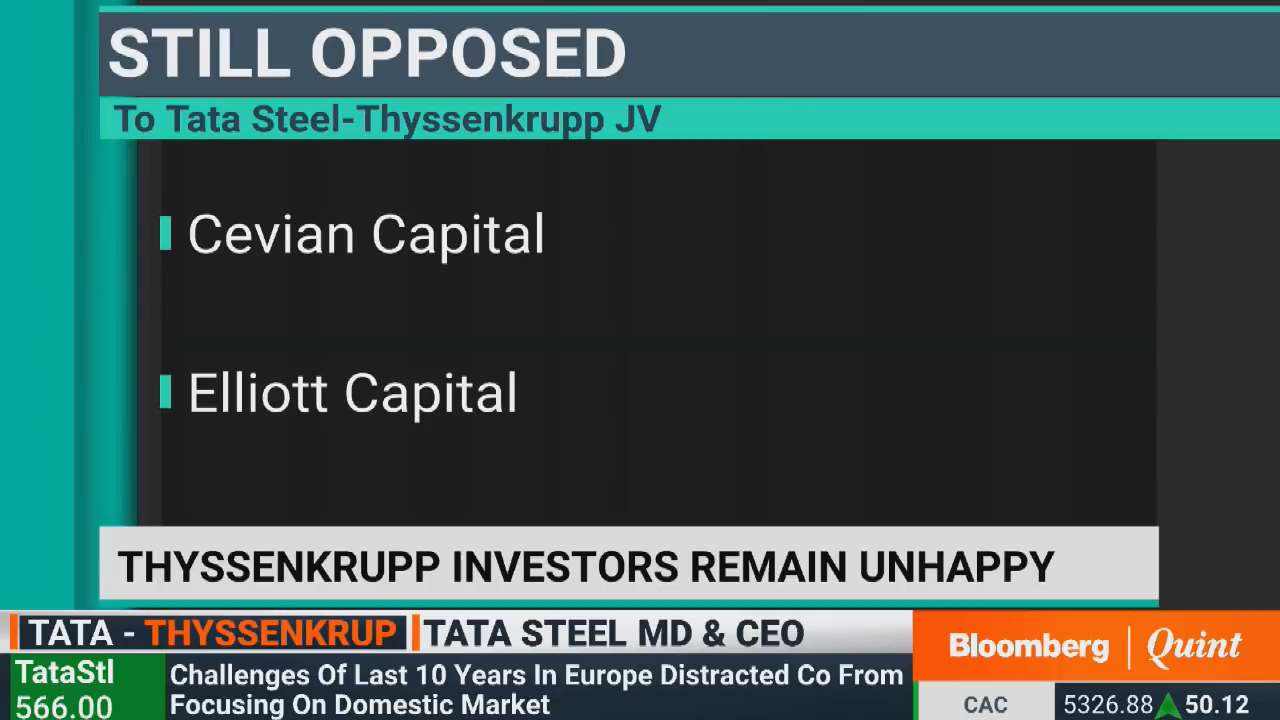 STILL OPPOSED
To Tata Steel-Thyssenkrupp JV
Cevian Capital
Elliott Capital
THYSSENKRUPP INVESTORS REMAIN UNHAPPY
TATA - THYSSENKRUP TATA STEEL MD & CEO
Bloomberg | Quint
TataStl
566.00
Challenges Of Last 10 Years In Europe Distracted Co From
Focusing On Domestic Market
CAC 5326.88 50.12